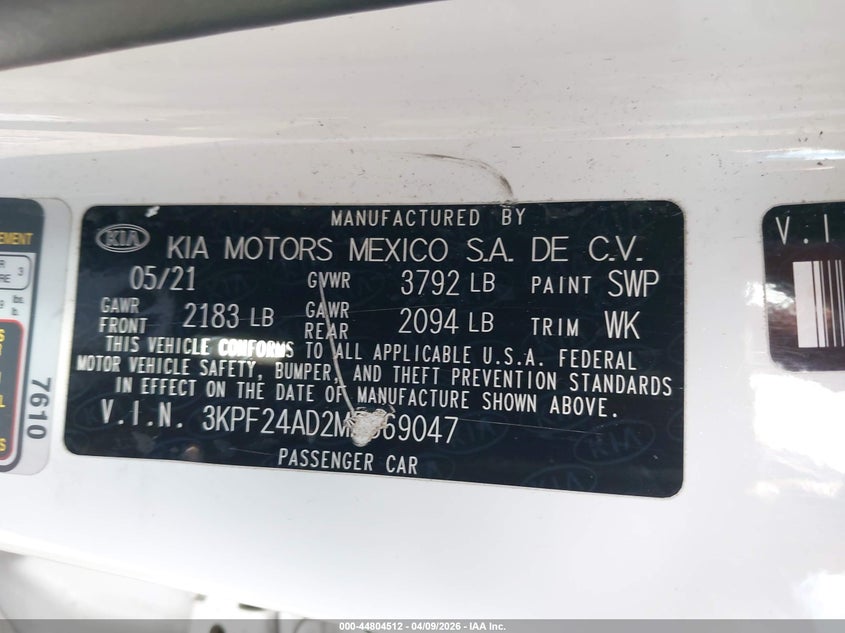 MANUFACTURED BY
KIA KIA MOTORS MEXICO S.A. DE C.V.
05/21 GVWR 3792 LB PAINT SWP
GAWR FRONT 2183 LB GAWR REAR 2094 LB TRIM WK
THIS VEHICLE CONFORMS TO ALL APPLICABLE U.S.A. FEDERAL
MOTOR VEHICLE SAFETY, BUMPER, AND THEFT PREVENTION STANDARDS
IN EFFECT ON THE DATE OF MANUFACTURE SHOWN ABOVE.
V.I.N. 3KPF24AD2M 69047
PASSENGER CAR
7610
V.I
000-44804512 - 04/09/2026 - IAA Inc.